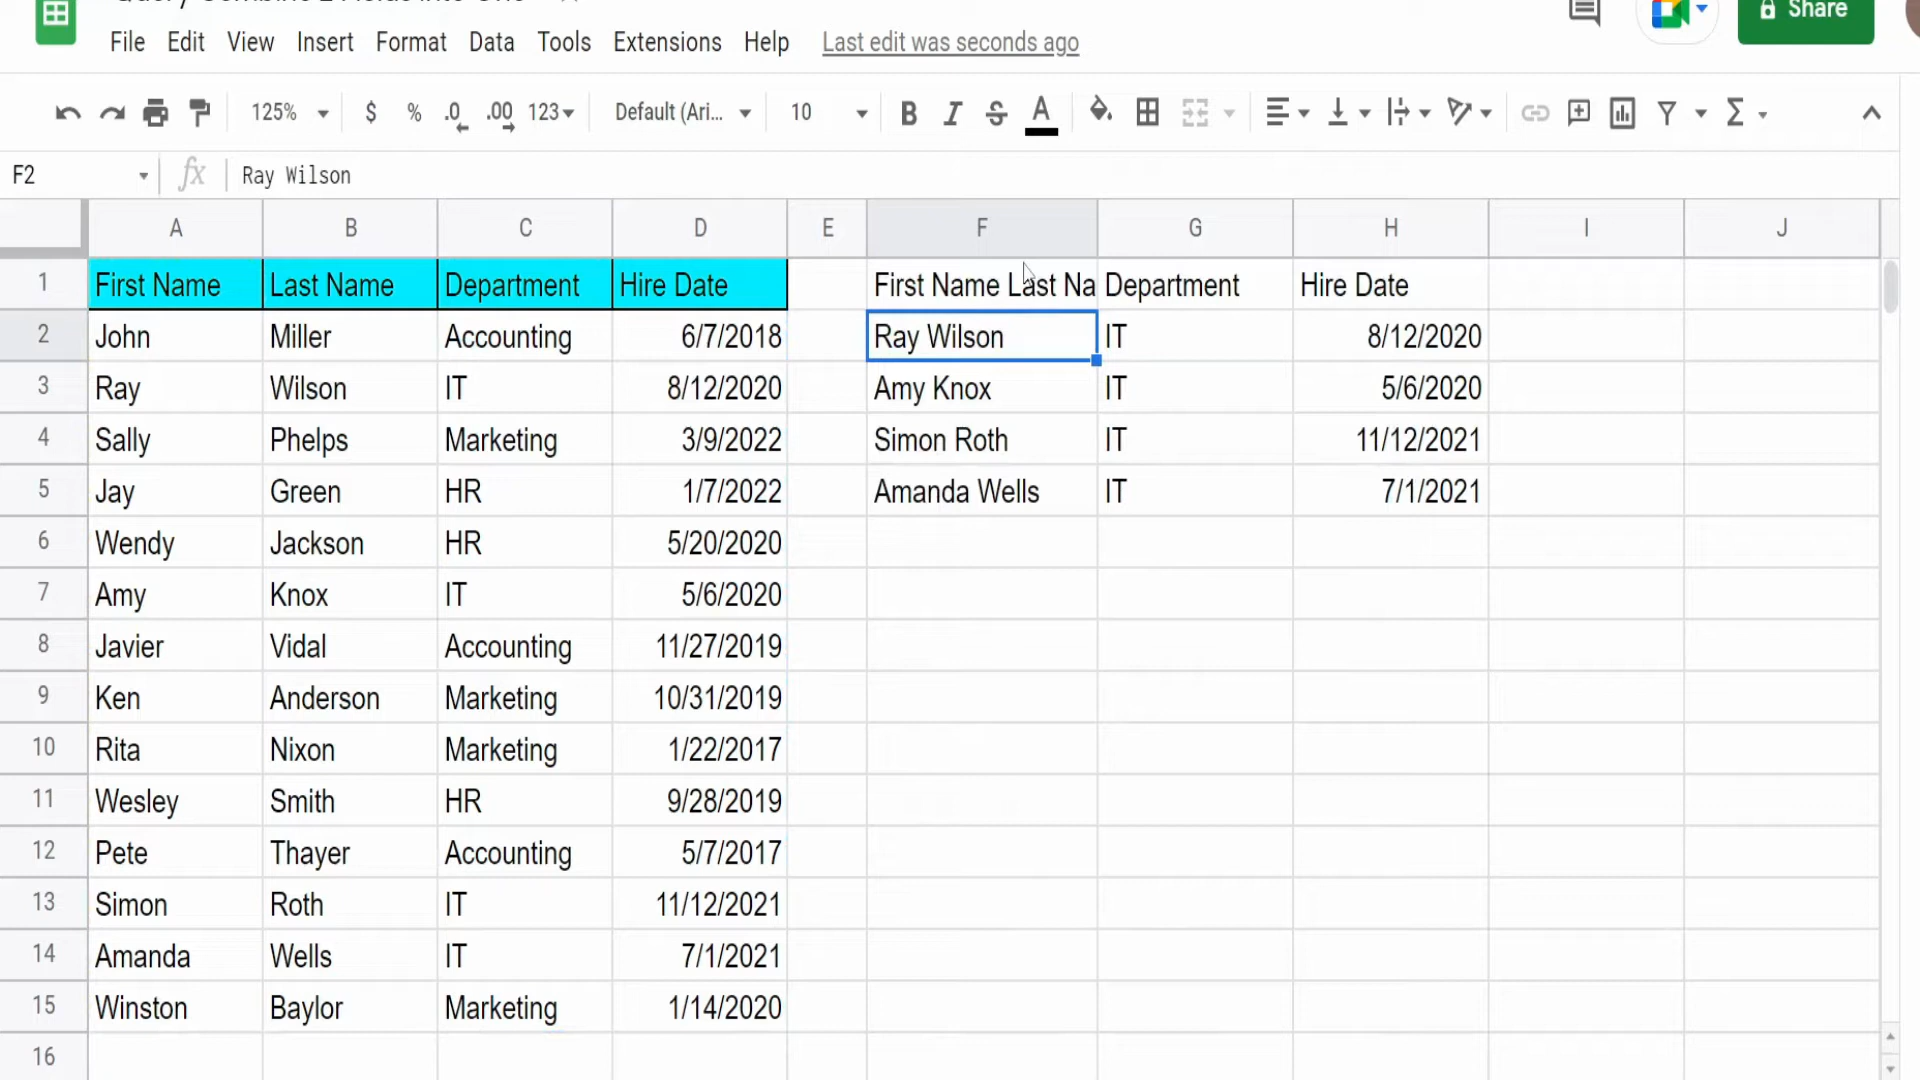 File Edit View Insert Format Data Tools Extensions Help Last edit was seconds ago
Share
125% $ % .0 .00 123 Default (Ari... 10 B I S A Σ
F2 fx Ray Wilson
A B C D E F G H I J
1 First Name Last Name Department Hire Date First Name Last Na Department Hire Date
2 John Miller Accounting 6/7/2018 Ray Wilson IT 8/12/2020
3 Ray Wilson IT 8/12/2020 Amy Knox IT 5/6/2020
4 Sally Phelps Marketing 3/9/2022 Simon Roth IT 11/12/2021
5 Jay Green HR 1/7/2022 Amanda Wells IT 7/1/2021
6 Wendy Jackson HR 5/20/2020
7 Amy Knox IT 5/6/2020
8 Javier Vidal Accounting 11/27/2019
9 Ken Anderson Marketing 10/31/2019
10 Rita Nixon Marketing 1/22/2017
11 Wesley Smith HR 9/28/2019
12 Pete Thayer Accounting 5/7/2017
13 Simon Roth IT 11/12/2021
14 Amanda Wells IT 7/1/2021
15 Winston Baylor Marketing 1/14/2020
16